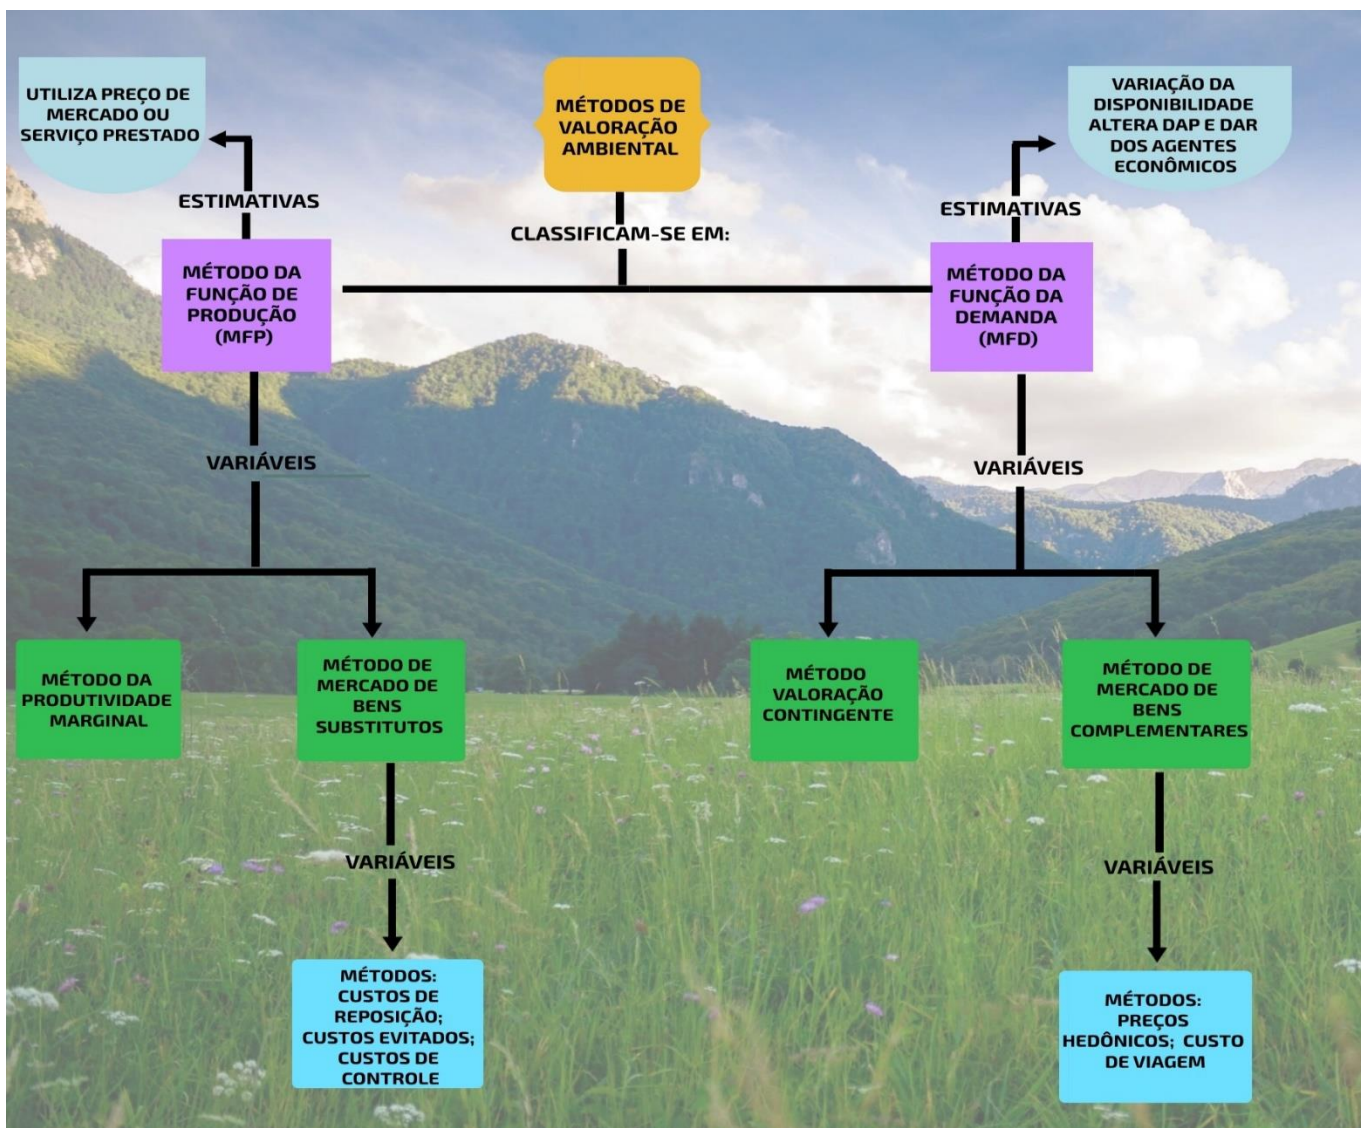 MÉTODOS DE
VALORAÇÃO
AMBIENTAL
CLASSIFICAM-SE EM:
UTILIZA PREÇO DE
MERCADO OU
SERVIÇO PRESTADO
ESTIMATIVAS
MÉTODO DA
FUNÇÃO DE
PRODUÇÃO
(MFP)
VARIÁVEIS
MÉTODO DA
PRODUTIVIDADE
MARGINAL
MÉTODO DE
MERCADO DE
BENS
SUBSTITUTOS
VARIÁVEIS
MÉTODOS:
CUSTOS DE
REPOSIÇÃO;
CUSTOS EVITADOS;
CUSTOS DE
CONTROLE
VARIAÇÃO DA
DISPONIBILIDADE
ALTERA DAP E DAR
DOS AGENTES
ECONÔMICOS
ESTIMATIVAS
MÉTODO DA
FUNÇÃO DA
DEMANDA
(MFD)
VARIÁVEIS
MÉTODO
VALORAÇÃO
CONTINGENTE
MÉTODO DE
MERCADO DE
BENS
COMPLEMENTARES
VARIÁVEIS
MÉTODOS:
PREÇOS
HEDÔNICOS; CUSTO
DE VIAGEM